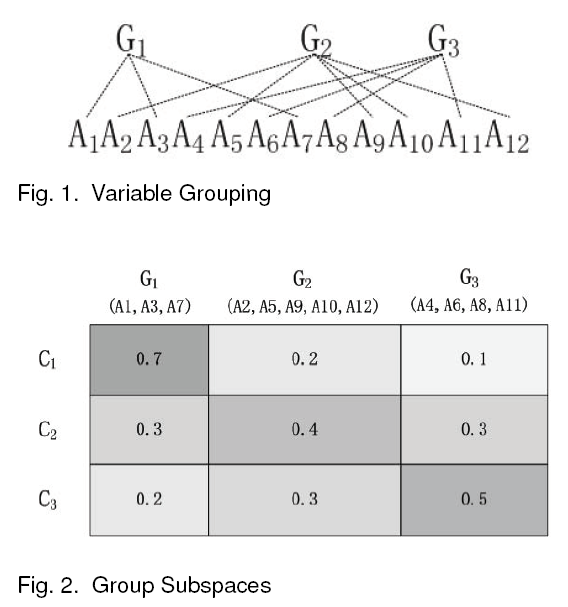 G₁ G₂ G₃
A₁A₂A₃A₄A₅A₆A₇A₈A₉A₁₀A₁₁A₁₂
Fig. 1. Variable Grouping
G₁ G₂ G₃
(A1, A3, A7) (A2, A5, A9, A10, A12) (A4, A6, A8, A11)
C₁ 0.7 0.2 0.1
C₂ 0.3 0.4 0.3
C₃ 0.2 0.3 0.5
Fig. 2. Group Subspaces